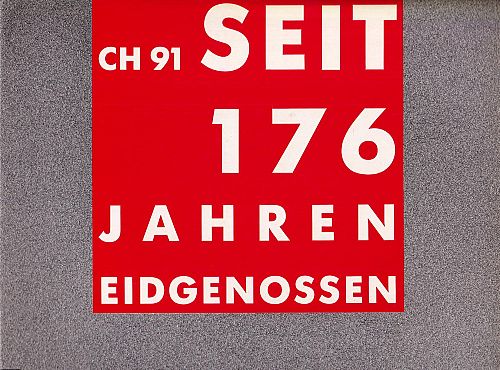 CH 91 SEIT
176
JAHREN
EIDGENOSSEN